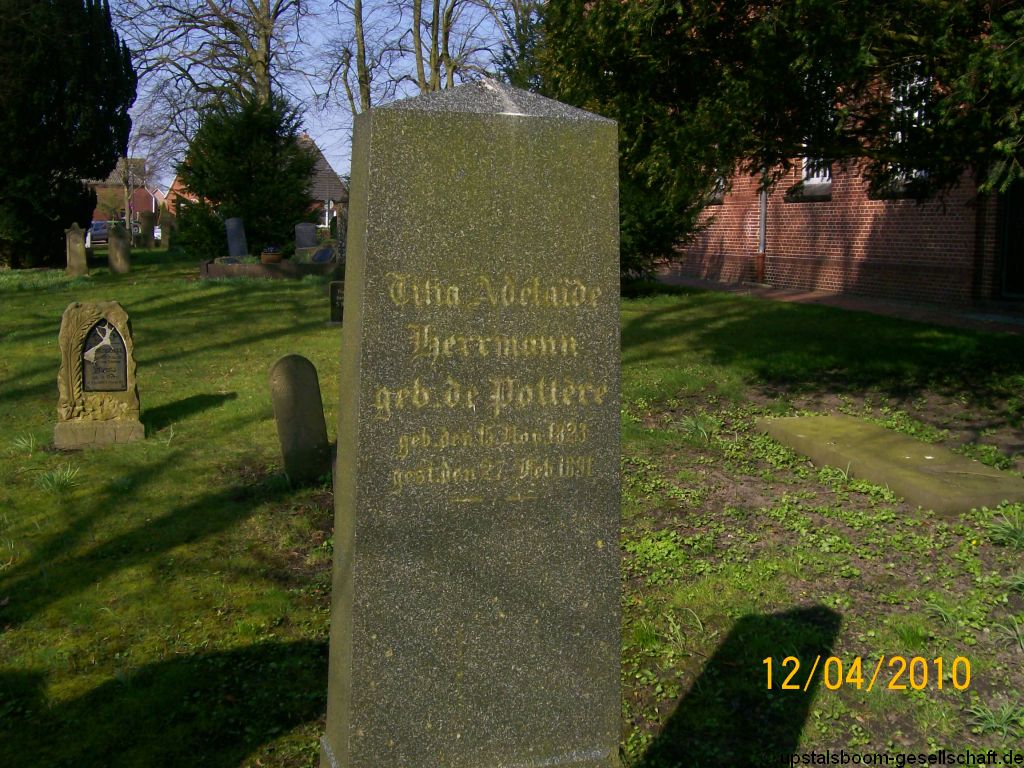 Titia Adelaide
Herrmann
geb. de Pottere
geb. den 15 Nov. 1823
gest. den 27. Feb. 1891
12/04/2010
© upstalsboom-gesellschaft.de